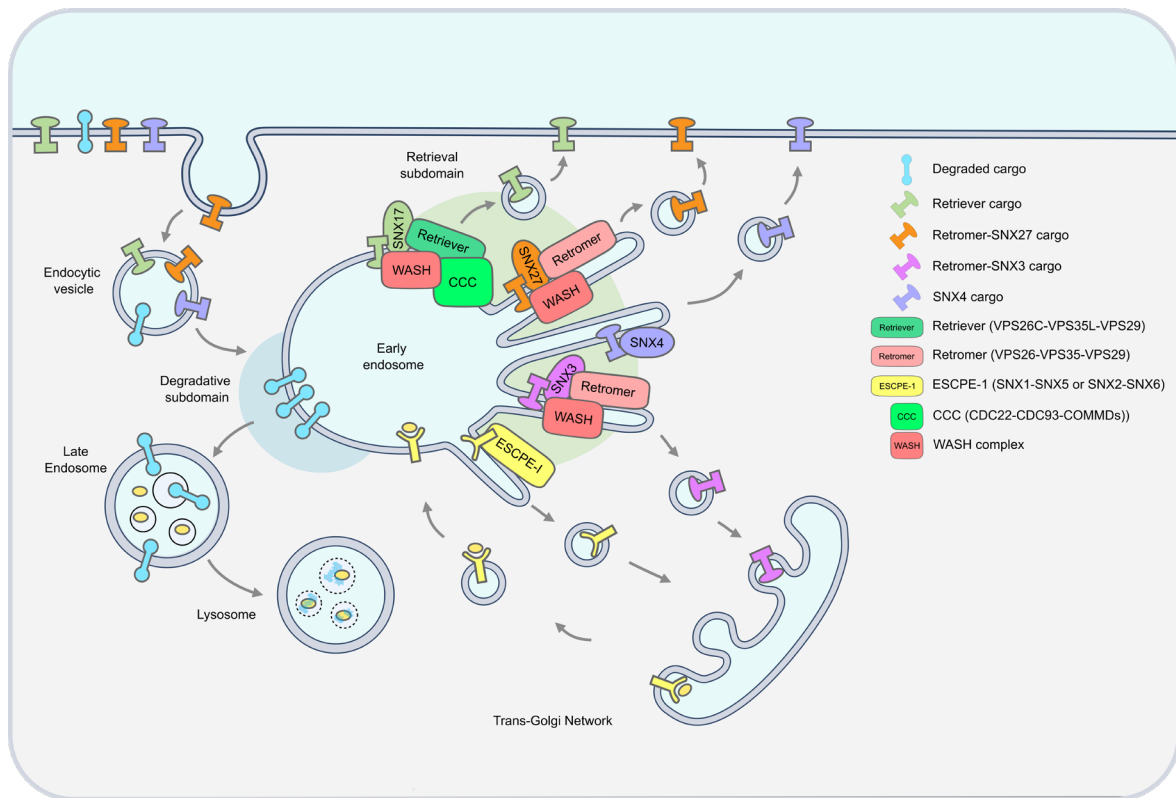 Retrieval
subdomain
SNX17
Retriever
WASH
CCC
SNX27
Retromer
WASH
SNX4
SNX3
Retromer
WASH
ESCPE-I
Endocytic
vesicle
Early
endosome
Degradative
subdomain
Late
Endosome
Lysosome
Trans-Golgi Network
Degraded cargo
Retriever cargo
Retromer-SNX27 cargo
Retromer-SNX3 cargo
SNX4 cargo
Retriever Retriever (VPS26C-VPS35L-VPS29)
Retromer Retromer (VPS26-VPS35-VPS29)
ESCPE-1 ESCPE-1 (SNX1-SNX5 or SNX2-SNX6)
CCC CCC (CDC22-CDC93-COMMDs))
WASH WASH complex